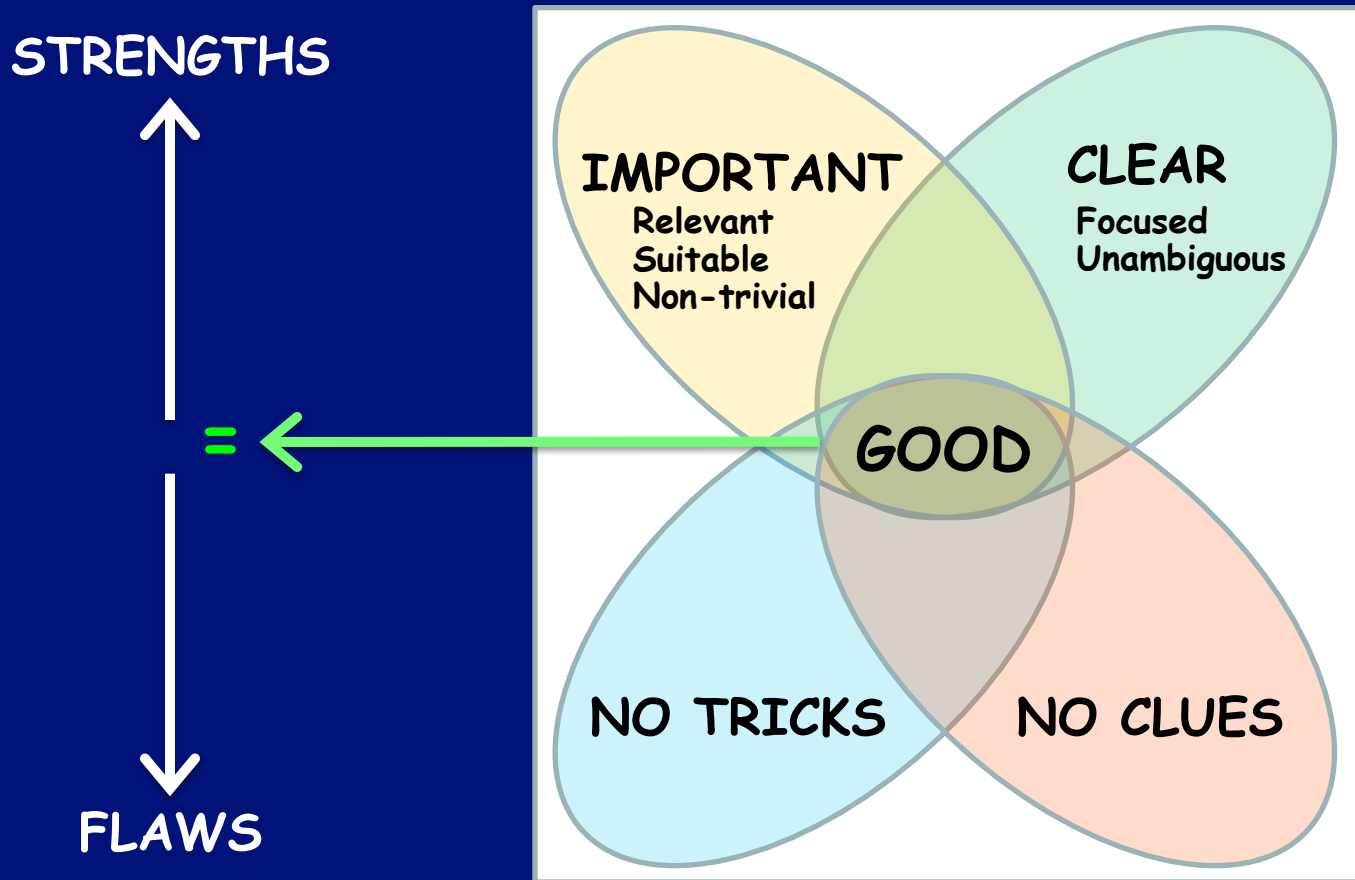 STRENGTHS
=
FLAWS
IMPORTANT
Relevant
Suitable
Non-trivial
CLEAR
Focused
Unambiguous
GOOD
NO TRICKS
NO CLUES